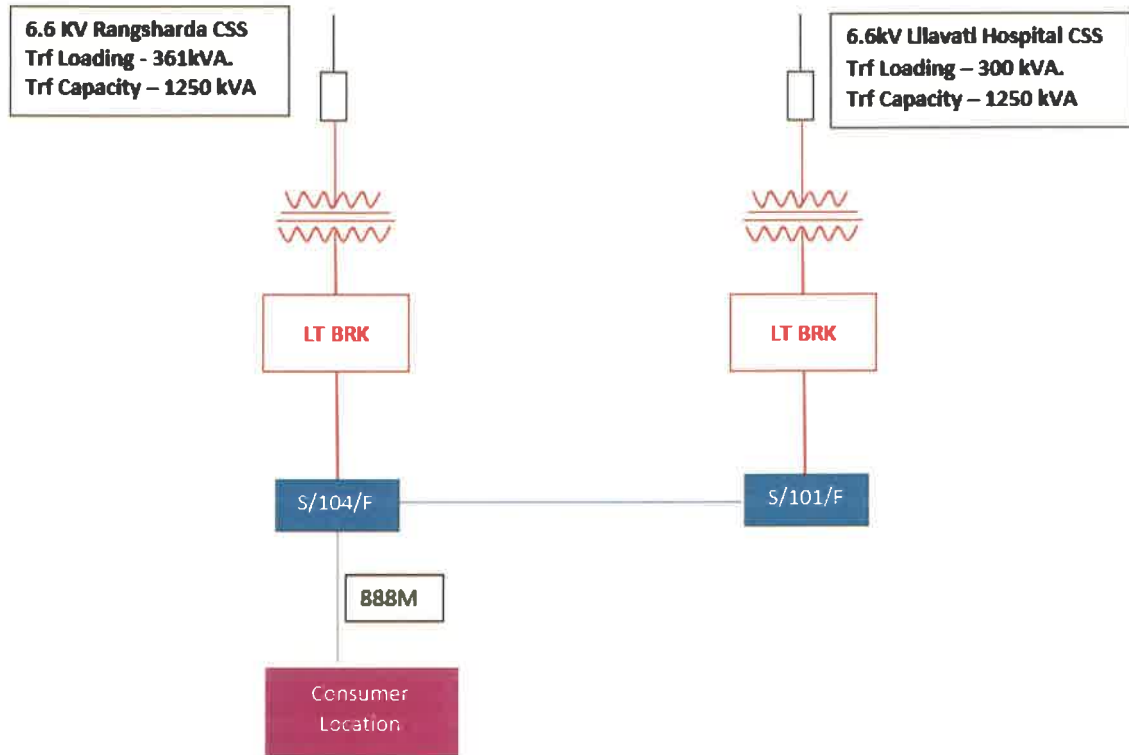 6.6 KV Rangsharda CSS
Trf Loading - 361kVA.
Trf Capacity – 1250 kVA
6.6kV Lilavati Hospital CSS
Trf Loading – 300 kVA.
Trf Capacity – 1250 kVA
LT BRK
LT BRK
S/104/F
S/101/F
888M
Consumer
Location